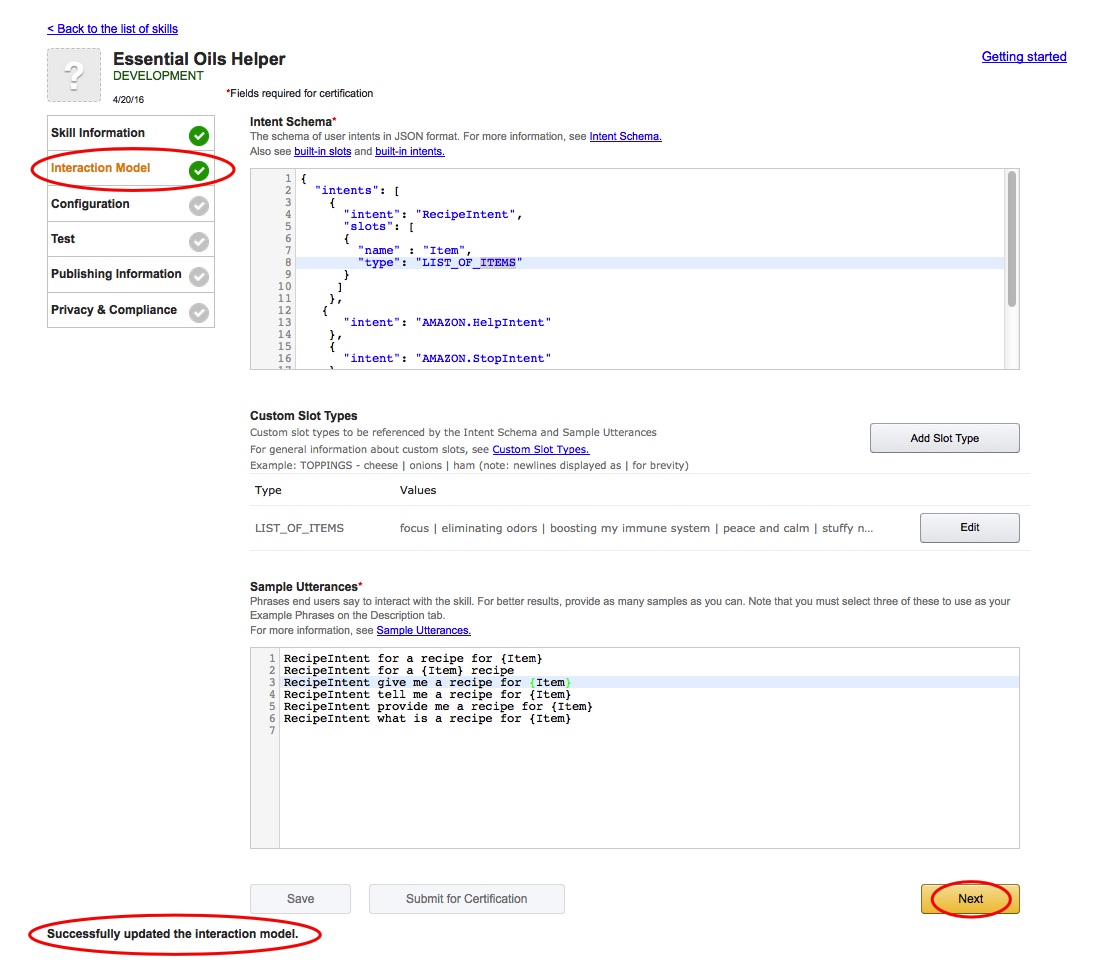 < Back to the list of skills
?
Essential Oils Helper
DEVELOPMENT
4/20/16
*Fields required for certification
Getting started
Skill Information
Interaction Model
Configuration
Test
Publishing Information
Privacy & Compliance
Intent Schema*
The schema of user intents in JSON format. For more information, see Intent Schema.
Also see built-in slots and built-in intents.
1 {
2   "intents": [
3     {
4       "intent": "RecipeIntent",
5       "slots": [
6       {
7         "name" : "Item",
8         "type": "LIST_OF_ITEMS"
9       }
10      ]
11     },
12    {
13       "intent": "AMAZON.HelpIntent"
14     },
15     {
16       "intent": "AMAZON.StopIntent"
Custom Slot Types
Custom slot types to be referenced by the Intent Schema and Sample Utterances
For general information about custom slots, see Custom Slot Types.
Example: TOPPINGS - cheese | onions | ham (note: newlines displayed as | for brevity)
Add Slot Type
Type Values
LIST_OF_ITEMS focus | eliminating odors | boosting my immune system | peace and calm | stuffy n...
Edit
Sample Utterances*
Phrases end users say to interact with the skill. For better results, provide as many samples as you can. Note that you must select three of these to use as your
Example Phrases on the Description tab.
For more information, see Sample Utterances.
1 RecipeIntent for a recipe for {Item}
2 RecipeIntent for a {Item} recipe
3 RecipeIntent give me a recipe for {Item}
4 RecipeIntent tell me a recipe for {Item}
5 RecipeIntent provide me a recipe for {Item}
6 RecipeIntent what is a recipe for {Item}
7
Save Submit for Certification Next
Successfully updated the interaction model.